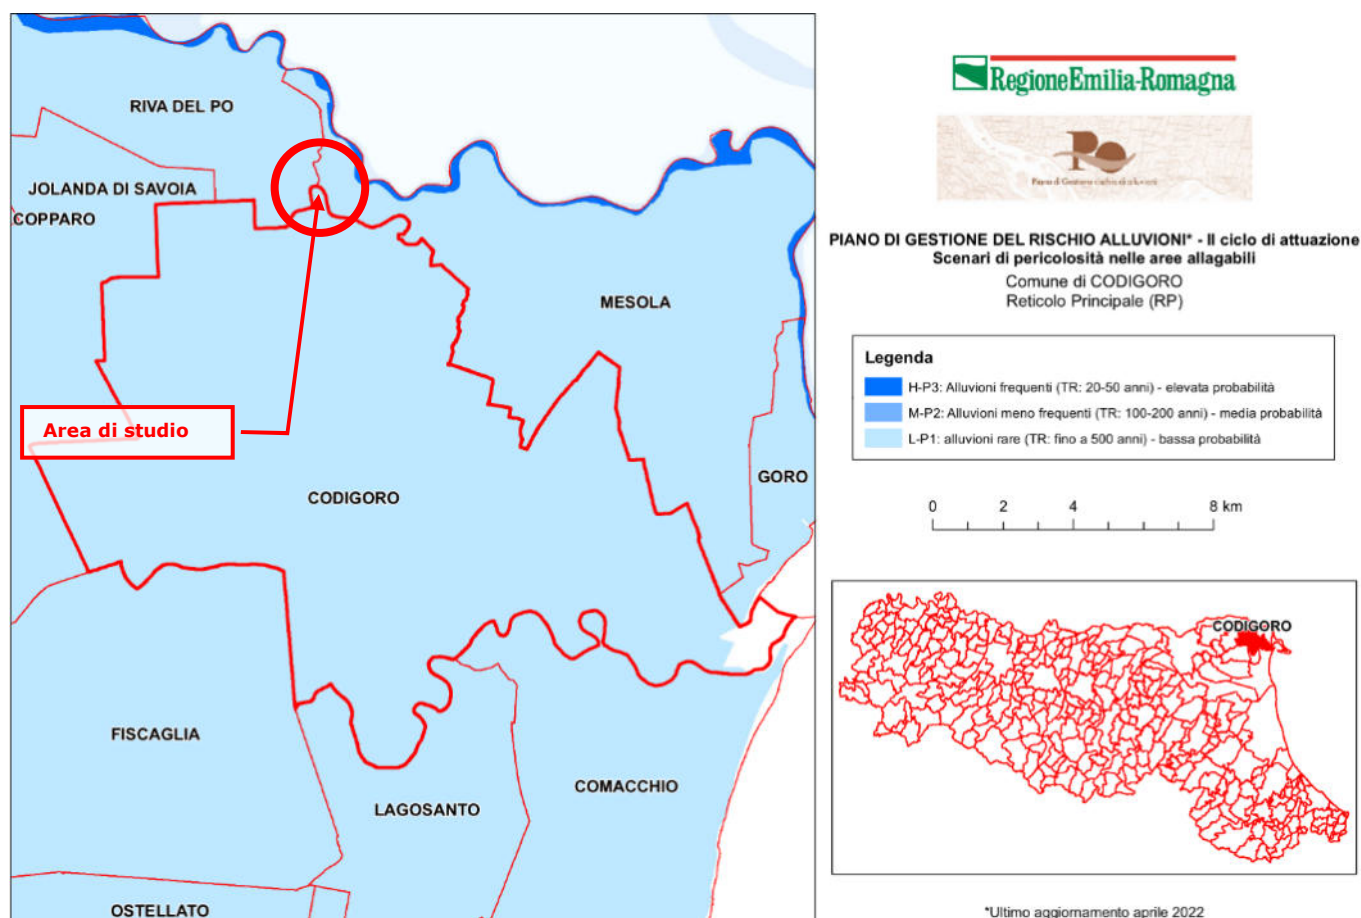 RIVA DEL PO
JOLANDA DI SAVOIA
COPPARO
MESOLA
Area di studio
GORO
CODIGORO
FISCAGLIA
COMACCHIO
LAGOSANTO
OSTELLATO
RegioneEmilia-Romagna
PO
PIANO DI GESTIONE DEL RISCHIO ALLUVIONI* - II ciclo di attuazione
Scenari di pericolosità nelle aree allagabili
Comune di CODIGORO
Reticolo Principale (RP)
Legenda
H-P3: Alluvioni frequenti (TR: 20-50 anni) - elevata probabilità
M-P2: Alluvioni meno frequenti (TR: 100-200 anni) - media probabilità
L-P1: alluvioni rare (TR: fino a 500 anni) - bassa probabilità
0 2 4 8 km
CODIGORO
*Ultimo aggiornamento aprile 2022